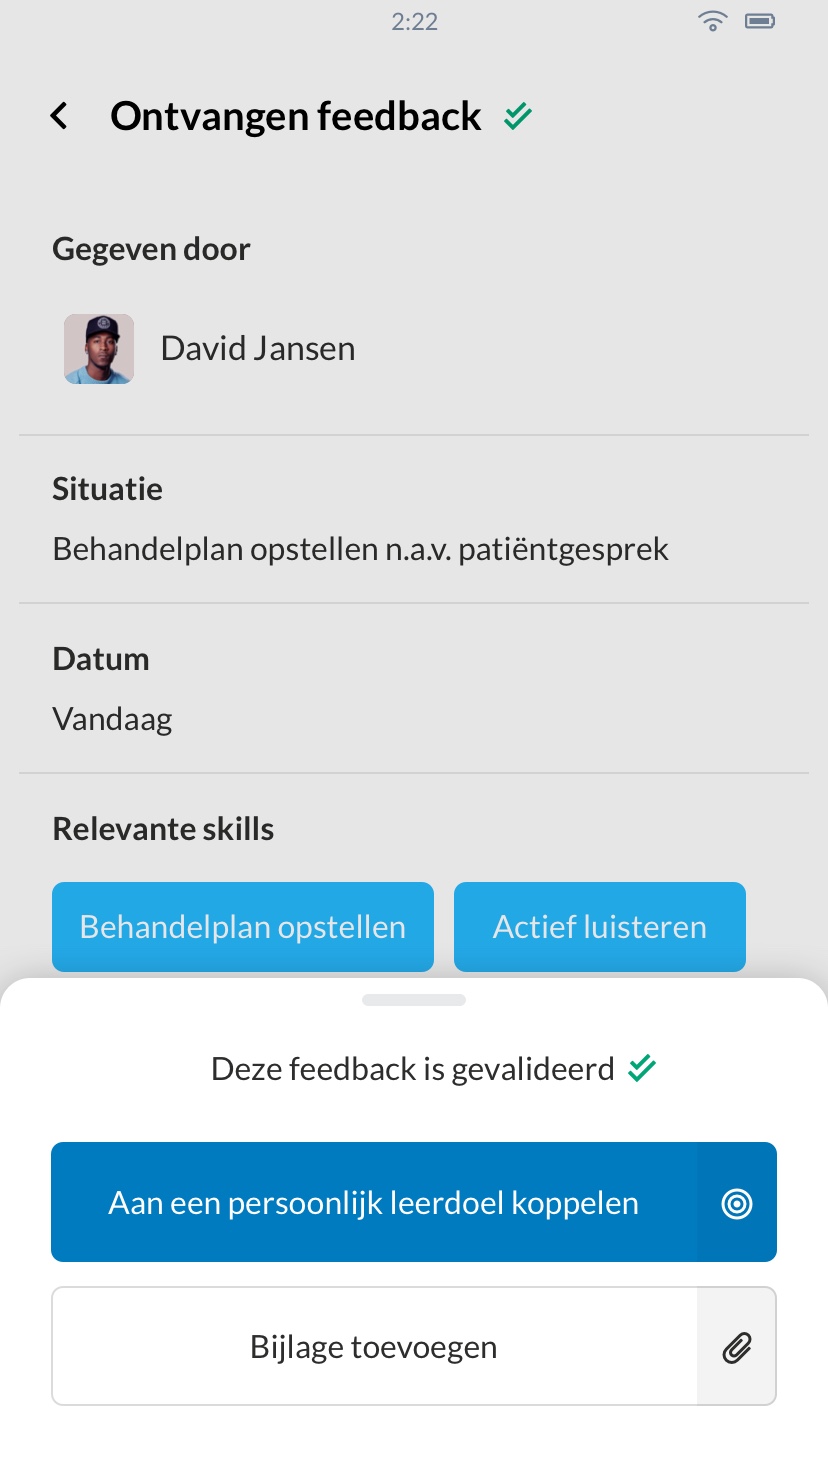 2:22
Ontvangen feedback
Gegeven door
David Jansen
Situatie
Behandelplan opstellen n.a.v. patiëntgesprek
Datum
Vandaag
Relevante skills
Behandelplan opstellen
Actief luisteren
Deze feedback is gevalideerd
Aan een persoonlijk leerdoel koppelen
Bijlage toevoegen